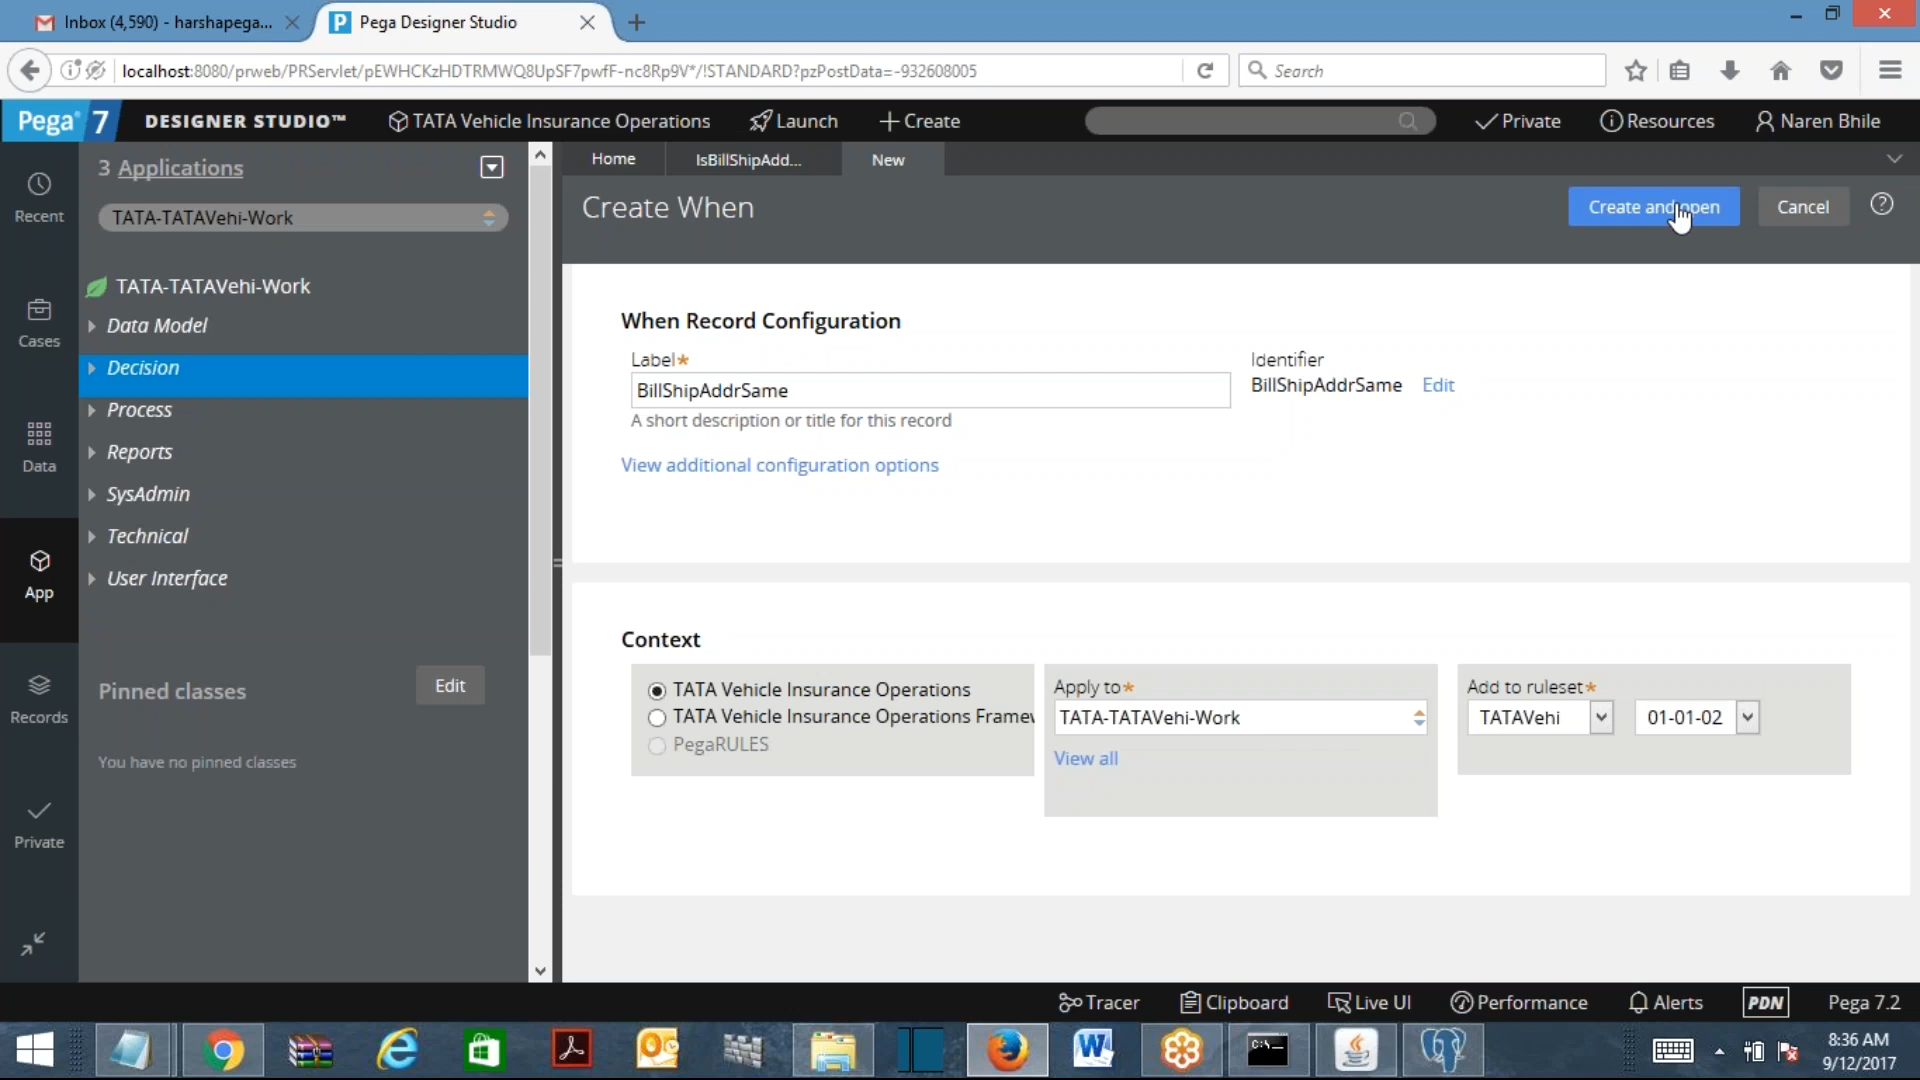 Inbox (4,590) - harshapega...
Pega Designer Studio
localhost:8080/prweb/PRServlet/pEWHCKzHDTRMWQ8UpSF7pwfF-nc8Rp9V*/!STANDARD?pzPostData=-932608005
Search
Pega 7
DESIGNER STUDIO™
TATA Vehicle Insurance Operations
Launch
Create
Private
Resources
Naren Bhile
3 Applications
TATA-TATAVehi-Work
TATA-TATAVehi-Work
Data Model
Decision
Process
Reports
SysAdmin
Technical
User Interface
Pinned classes
Edit
You have no pinned classes
Recent
Cases
Data
App
Records
Private
Home
IsBillShipAdd...
New
Create When
Create and open
Cancel
When Record Configuration
Label*
BillShipAddrSame
A short description or title for this record
Identifier
BillShipAddrSame Edit
View additional configuration options
Context
TATA Vehicle Insurance Operations
TATA Vehicle Insurance Operations Framew
PegaRULES
Apply to*
TATA-TATAVehi-Work
View all
Add to ruleset*
TATAVehi
01-01-02
Tracer
Clipboard
Live UI
Performance
Alerts
PDN
Pega 7.2
8:36 AM
9/12/2017